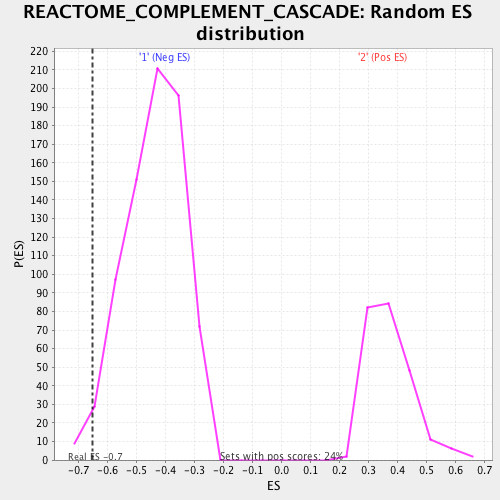 REACTOME_COMPLEMENT_CASCADE: Random ES
distribution
'1' (Neg ES)
'2' (Pos ES)
P(ES)
220
210
200
190
180
170
160
150
140
130
120
110
100
90
80
70
60
50
40
30
20
10
0
Real ES -0.7
Sets with pos scores: 24%
-0.7 -0.6 -0.5 -0.4 -0.3 -0.2 -0.1 0.0 0.1 0.2 0.3 0.4 0.5 0.6 0.7
ES